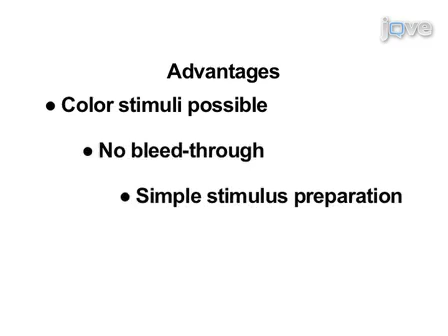 jove
Advantages
● Color stimuli possible
● No bleed-through
● Simple stimulus preparation